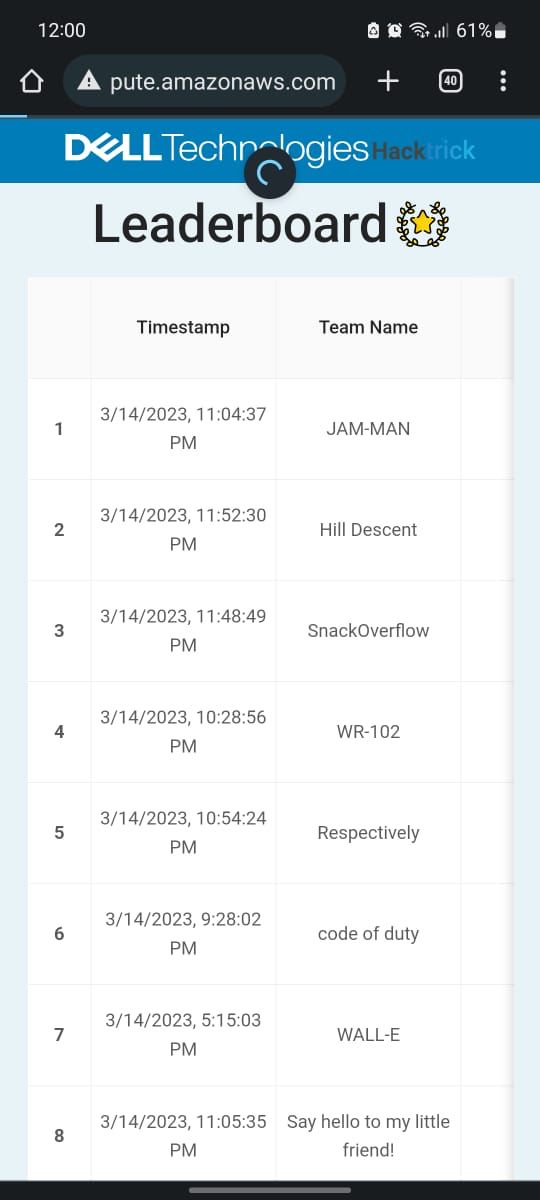 12:00 61%
pute.amazonaws.com 40
DELL Technologies Hacktrick
Leaderboard
Timestamp Team Name
1 3/14/2023, 11:04:37 PM JAM-MAN
2 3/14/2023, 11:52:30 PM Hill Descent
3 3/14/2023, 11:48:49 PM SnackOverflow
4 3/14/2023, 10:28:56 PM WR-102
5 3/14/2023, 10:54:24 PM Respectively
6 3/14/2023, 9:28:02 PM code of duty
7 3/14/2023, 5:15:03 PM WALL-E
8 3/14/2023, 11:05:35 PM Say hello to my little friend!